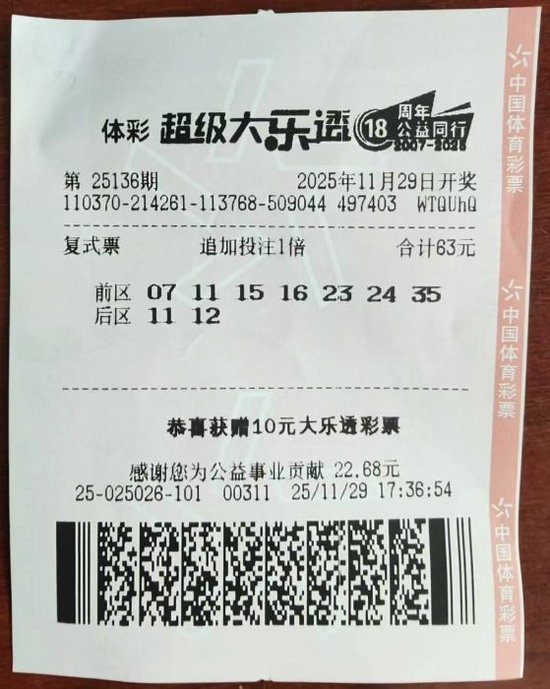 体彩 超级大乐透 18 周年 公益同行 2007-2025
第 25136期 2025年11月29日开奖
110370-214261-113768-509044 497403 WTQUhQ
复式票 追加投注1倍 合计63元
前区 07 11 15 16 23 24 35
后区 11 12
恭喜获赠10元大乐透彩票
感谢您为公益事业贡献 22.68元
25-025026-101 00311 25/11/29 17:36:54
中国体育彩票
中国体育彩票
中国体育彩票